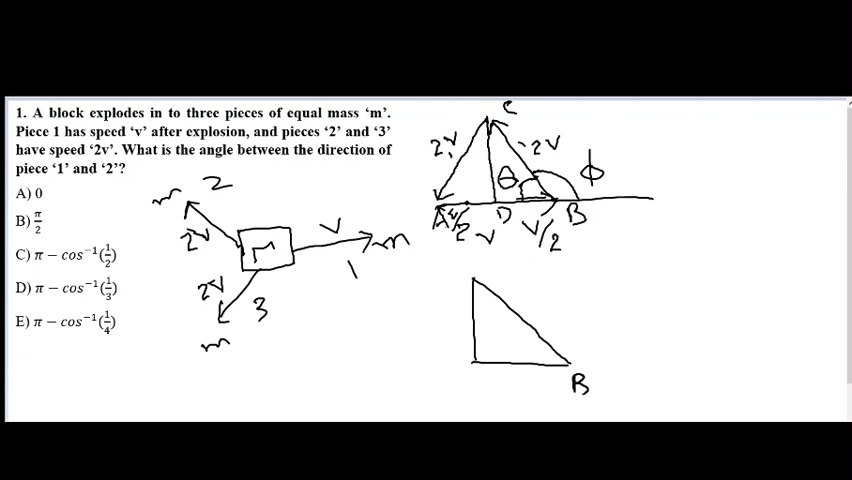 1. A block explodes in to three pieces of equal mass ‘m’.
Piece 1 has speed ‘v’ after explosion, and pieces ‘2’ and ‘3’
have speed ‘2v’. What is the angle between the direction of
piece ‘1’ and ‘2’?
A) 0
B) π/2
C) π − cos⁻¹(1/2)
D) π − cos⁻¹(1/3)
E) π − cos⁻¹(1/4)
m 2
2v
v
m
1
2v
3
m
C
2v
2v
θ
ϕ
A
v/2
D
B
v
v/2
B